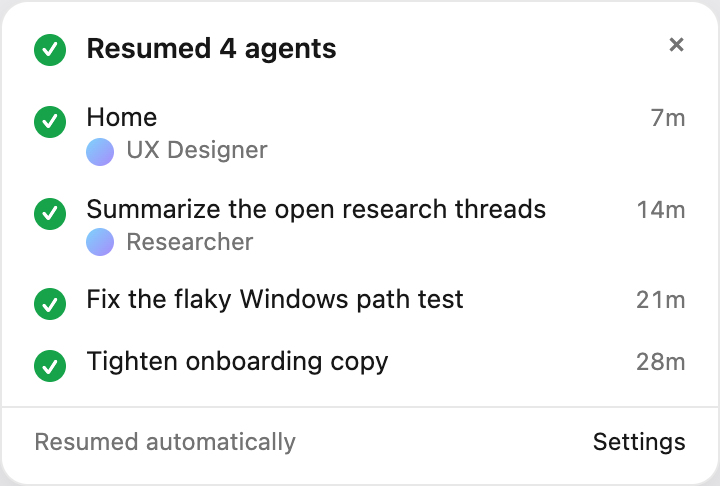 Resumed 4 agents
Home 7m
UX Designer
Summarize the open research threads 14m
Researcher
Fix the flaky Windows path test 21m
Tighten onboarding copy 28m
Resumed automatically Settings